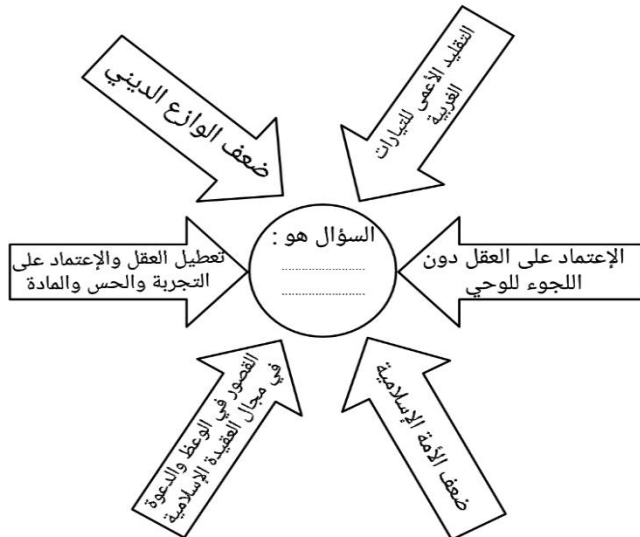 ضعف الوازع الديني
التقليد الأعمى للتيارات
الغربية
السؤال هو :
......................
......................
تعطيل العقل والإعتماد على
التجربة والحس والمادة
الإعتماد على العقل دون
اللجوء للوحي
القصور في الوعظ والدعوة
في مجال العقيدة الإسلامية
ضعف الأمة الإسلامية